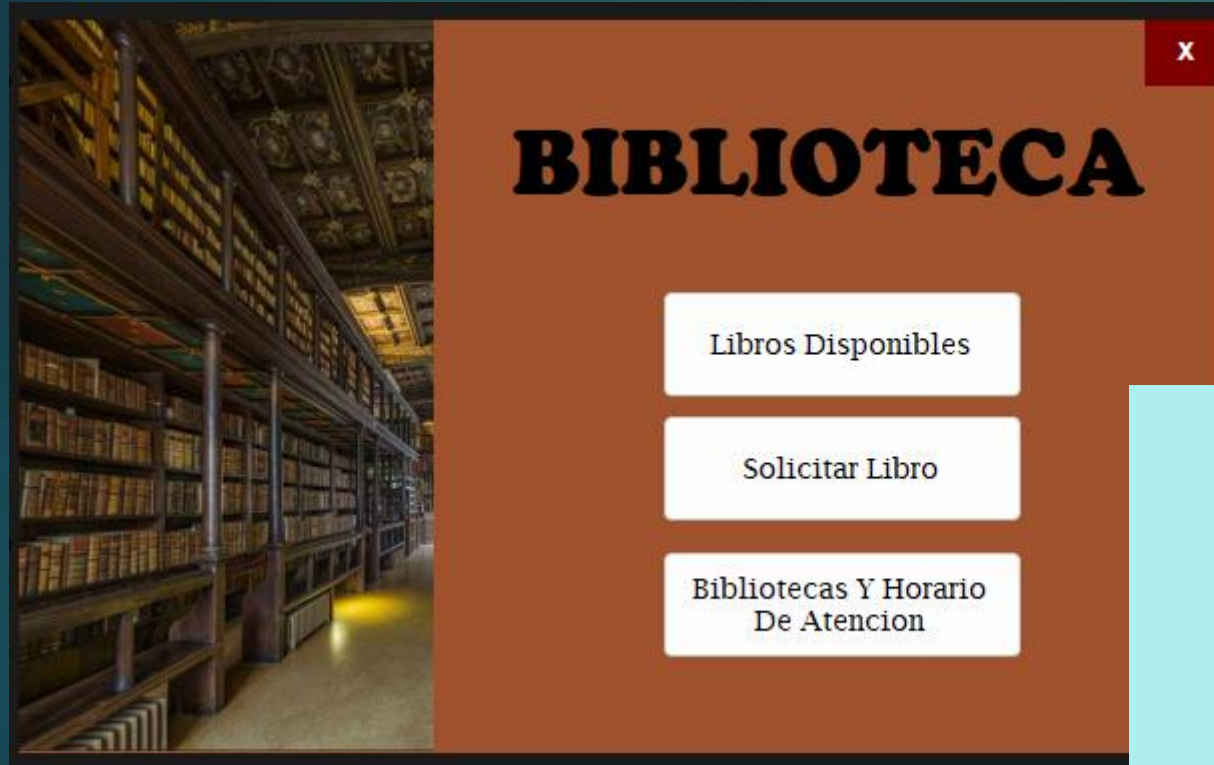 X
BIBLIOTECA
Libros Disponibles
Solicitar Libro
Bibliotecas Y Horario
De Atencion